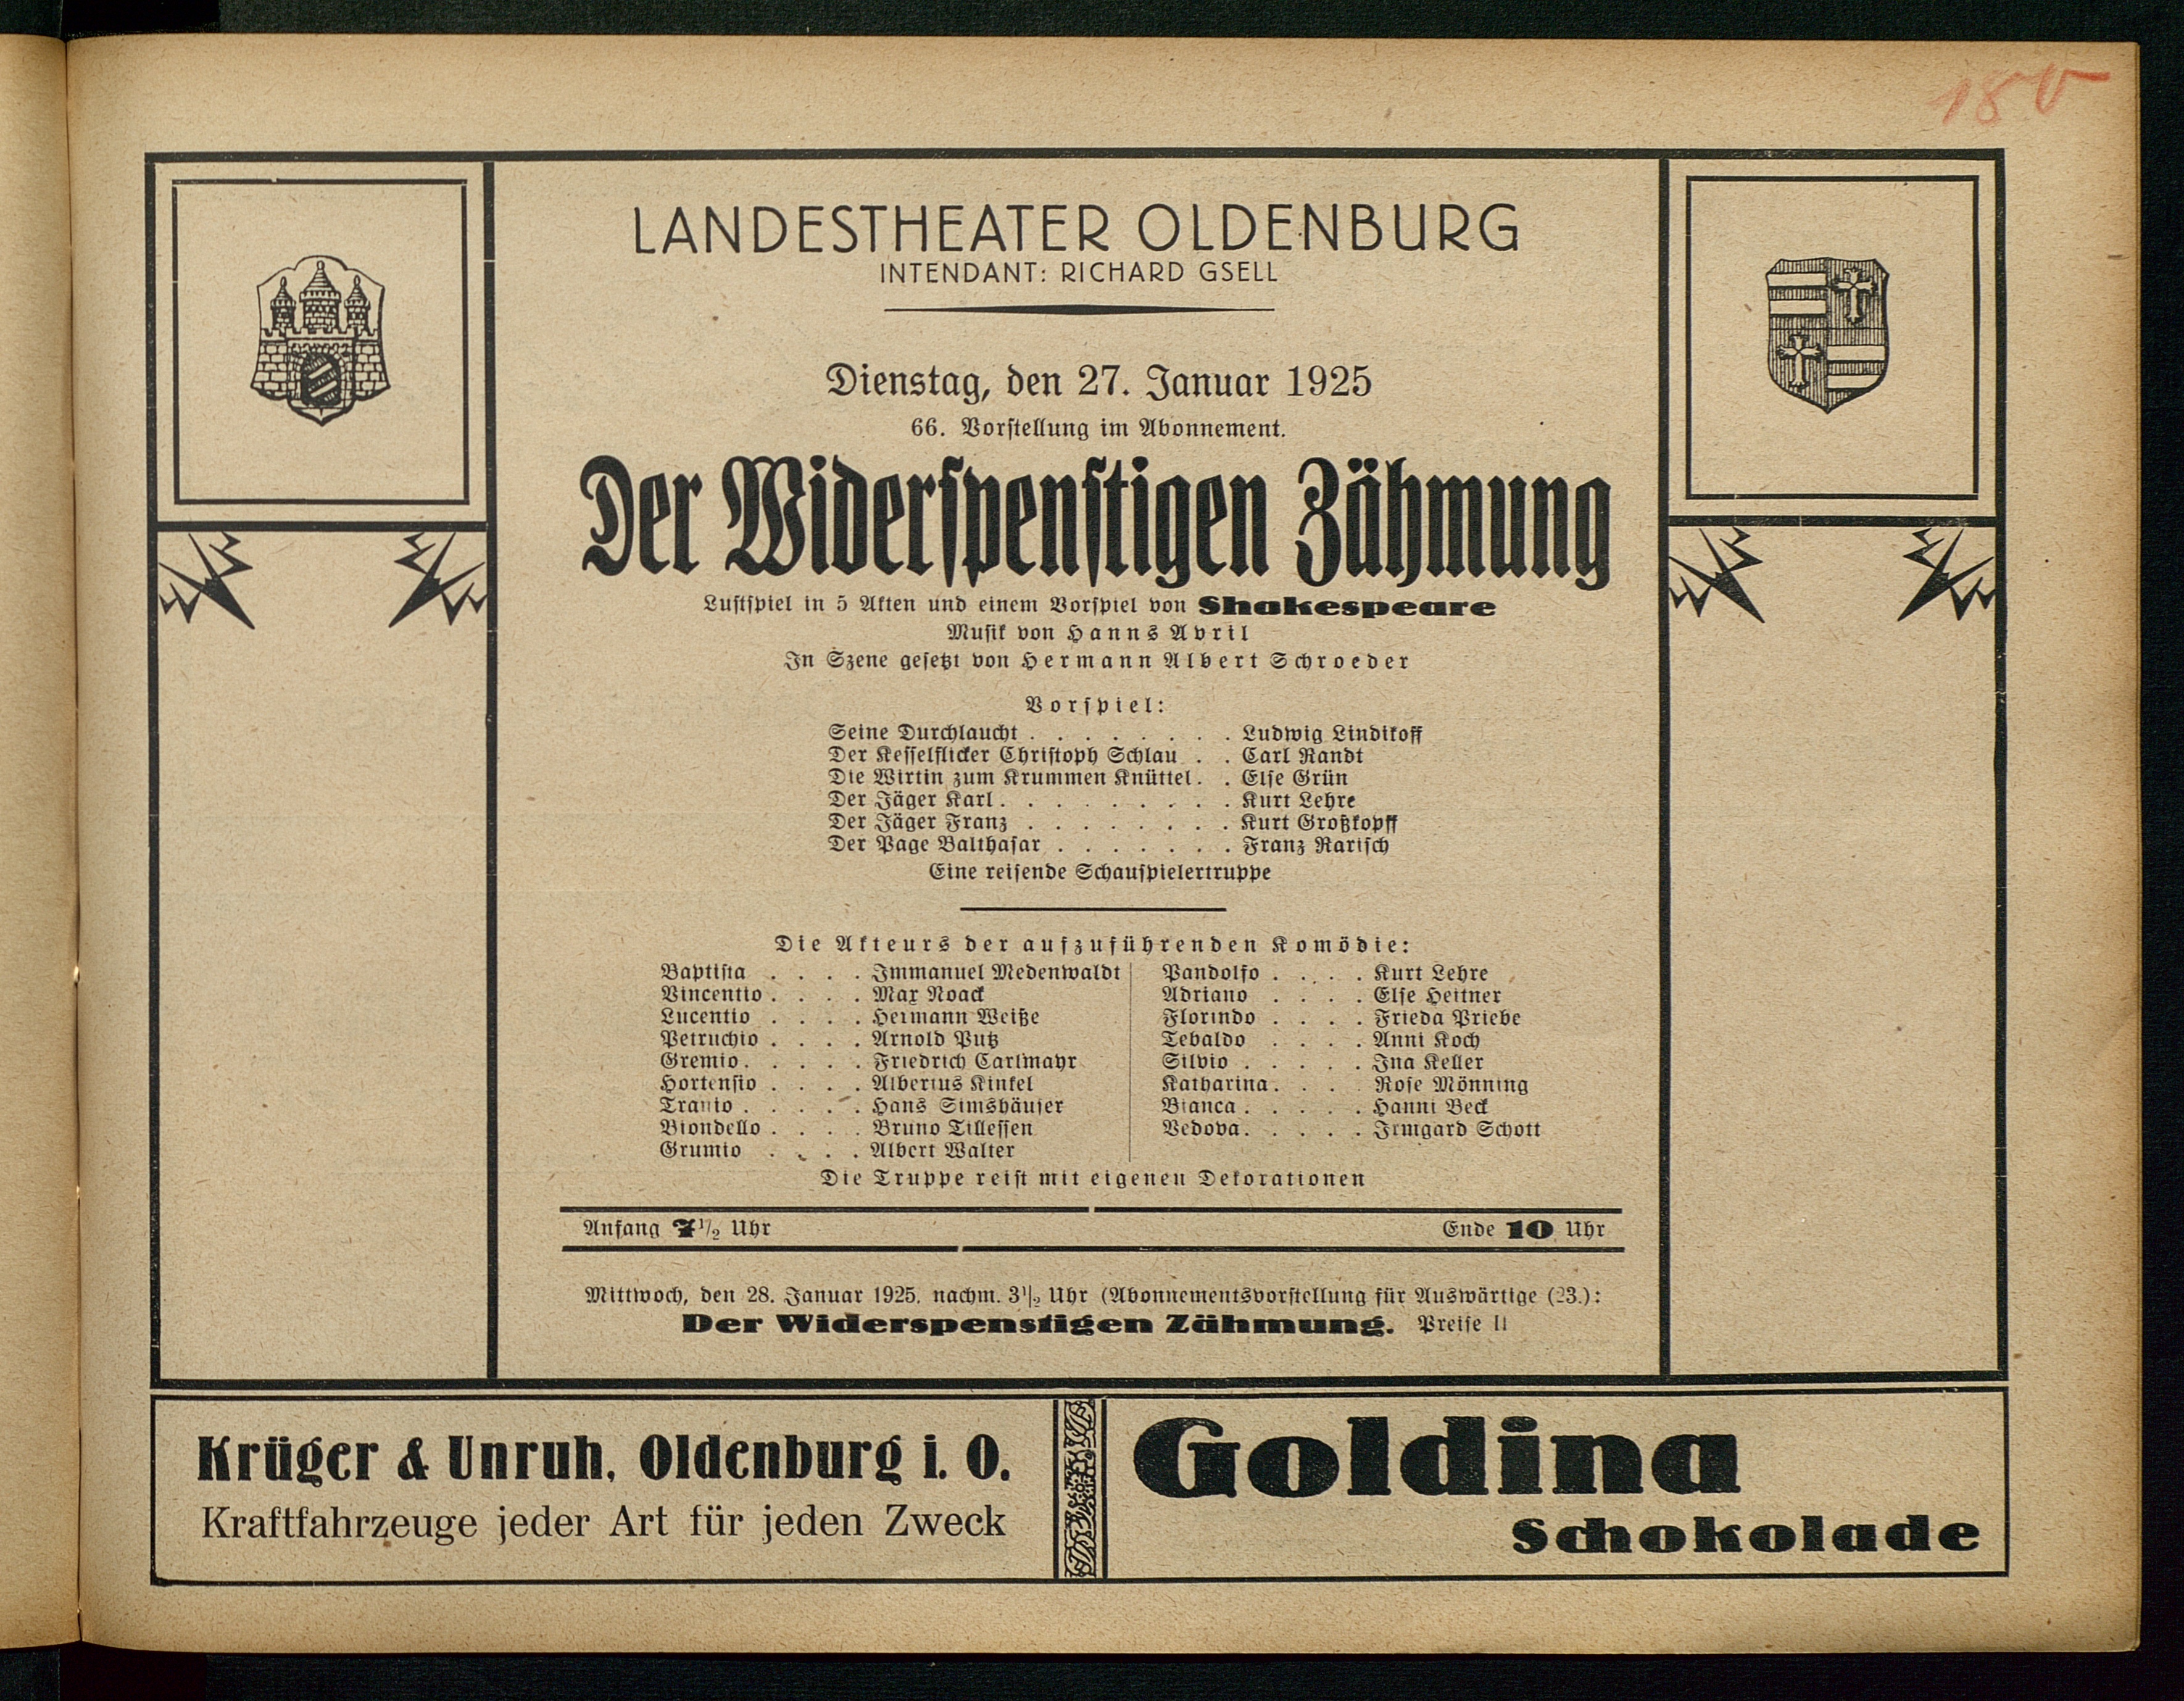 180
LANDESTHEATER OLDENBURG
INTENDANT: RICHARD GSELL
Dienstag, den 27. Januar 1925
66. Vorstellung im Abonnement.
Der Widerspenstigen Zähmung
Lustspiel in 5 Akten und einem Vorspiel von Shakespeare
Musik von Hanns Avril
In Szene gesetzt von Hermann Albert Schroeder
Vorspiel:
Seine Durchlaucht . . . . . . . . Ludwig Lindikoff
Der Kesselflicker Christoph Schlau . . Carl Randt
Die Wirtin zum Krummen Knüttel . . Else Grün
Der Jäger Karl . . . . . . . . . Kurt Lehre
Der Jäger Franz . . . . . . . . Kurt Großkopff
Der Page Balthasar . . . . . . . Franz Rarisch
Eine reisende Schauspielertruppe
Die Akteurs der aufzuführenden Komödie:
Baptista . . . . Immanuel Medenwaldt
Vincentio . . . . Max Noack
Lucentio . . . . Hermann Weiße
Petruchio . . . . Arnold Putz
Gremio . . . . . Friedrich Carlmayr
Hortensio . . . . Albertus Kinkel
Tranio . . . . . Hans Simshäuser
Biondello . . . . Bruno Tillessen
Grumio . . . . Albert Walter
Pandolfo . . . . Kurt Lehre
Adriano . . . . Else Heitner
Florindo . . . . Frieda Priebe
Tebaldo . . . . Anni Koch
Silvio . . . . . Ina Keller
Katharina . . . . Rose Mönning
Bianca . . . . . Hanni Beck
Vedova . . . . . Irmgard Schott
Die Truppe reist mit eigenen Dekorationen
Anfang 7½ Uhr Ende 10 Uhr
Mittwoch, den 28. Januar 1925, nachm. 3½ Uhr (Abonnementsvorstellung für Auswärtige (23.):
Der Widerspenstigen Zähmung. Preise II
Krüger & Unruh, Oldenburg i. O.
Kraftfahrzeuge jeder Art für jeden Zweck
Goldina
Schokolade